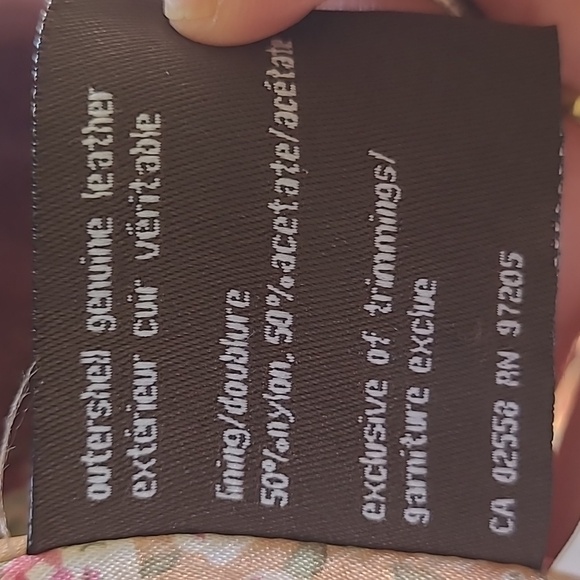 outershell genuine leather
extérieur cuir véritable
lining/doublure
50%nylon, 50%acetate/acétate
exclusive of trimmings/
garniture exclue
CA 02558 RN 97205